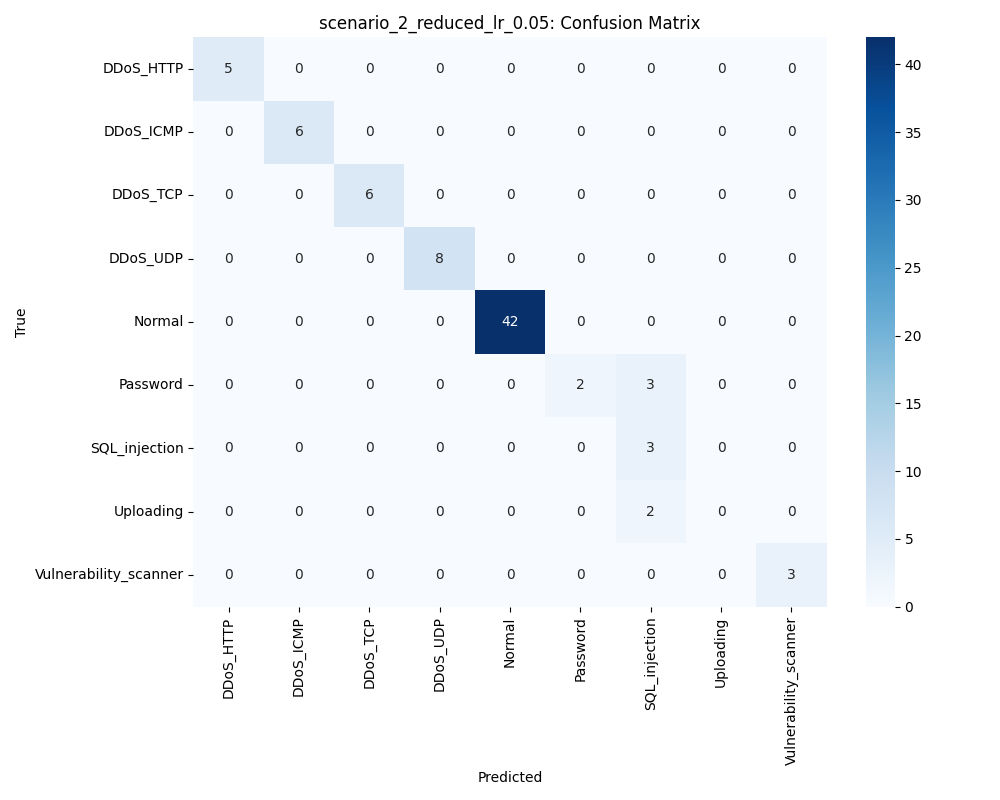 scenario_2_reduced_lr_0.05: Confusion Matrix
True
DDoS_HTTP 5 0 0 0 0 0 0 0 0
DDoS_ICMP 0 6 0 0 0 0 0 0 0
DDoS_TCP 0 0 6 0 0 0 0 0 0
DDoS_UDP 0 0 0 8 0 0 0 0 0
Normal 0 0 0 0 42 0 0 0 0
Password 0 0 0 0 0 2 3 0 0
SQL_injection 0 0 0 0 0 0 3 0 0
Uploading 0 0 0 0 0 0 2 0 0
Vulnerability_scanner 0 0 0 0 0 0 0 0 3
DDoS_HTTP
DDoS_ICMP
DDoS_TCP
DDoS_UDP
Normal
Password
SQL_injection
Uploading
Vulnerability_scanner
Predicted
40
35
30
25
20
15
10
5
0